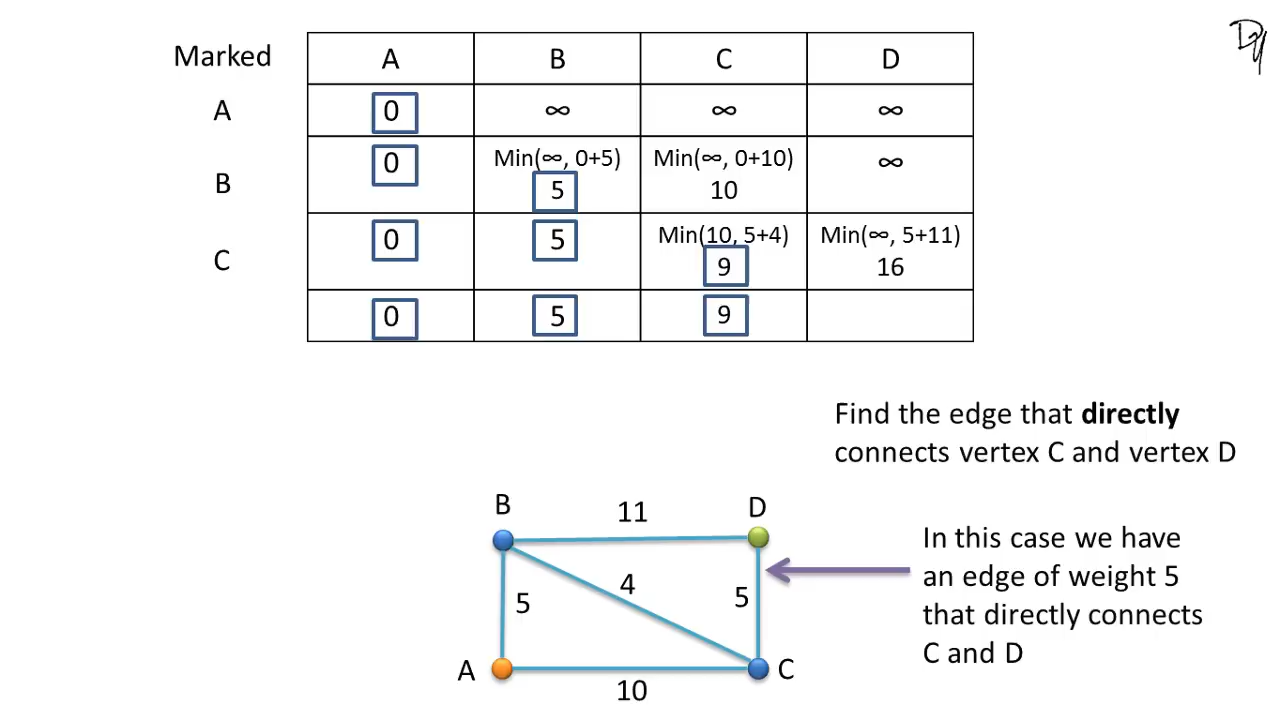 Marked A B C D
A 0 ∞ ∞ ∞
B 0 Min(∞, 0+5) Min(∞, 0+10) ∞
5 10
C 0 5 Min(10, 5+4) Min(∞, 5+11)
9 16
0 5 9
Find the edge that directly
connects vertex C and vertex D
B 11 D
In this case we have
an edge of weight 5
that directly connects
C and D
5 4 5
A C
10